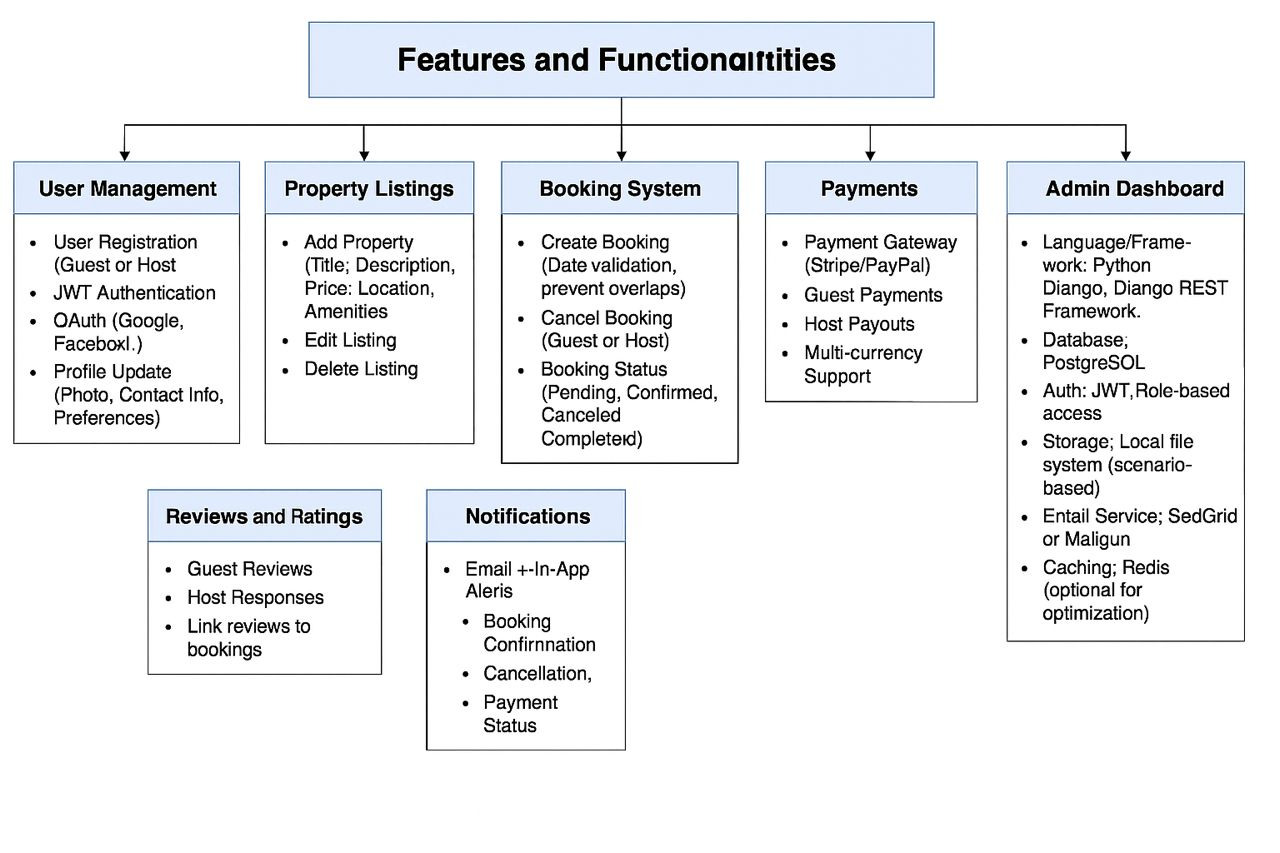 Features and Functionalftities
User Management
• User Registration
(Guest or Host
• JWT Authentication
• OAuth (Google,
Faceboxl.)
• Profile Update
(Photo, Contact Info,
Preferences)
Property Listings
• Add Property
(Title; Description,
Price: Location,
Amenities
• Edit Listing
• Delete Listing
Booking System
• Create Booking
(Date validation,
prevent overlaps)
• Cancel Booking
(Guest or Host)
• Booking Status
(Pending, Confirmed,
Canceled
Completed)
Payments
• Payment Gateway
(Stripe/PayPal)
• Guest Payments
• Host Payouts
• Multi-currency
Support
Admin Dashboard
• Language/Frame-
work: Python
Diango, Diango REST
Framework.
• Database;
PostgreSOL
• Auth: JWT,Role-based
access
• Storage; Local file
system (scenario-
based)
• Entail Service; SedGrid
or Maligun
• Caching; Redis
(optional for
optimization)
Reviews and Ratings
• Guest Reviews
• Host Responses
• Link reviews to
bookings
Notifications
• Email +-In-App
Aleris
• Booking
Confirnnation
• Cancellation,
• Payment
Status